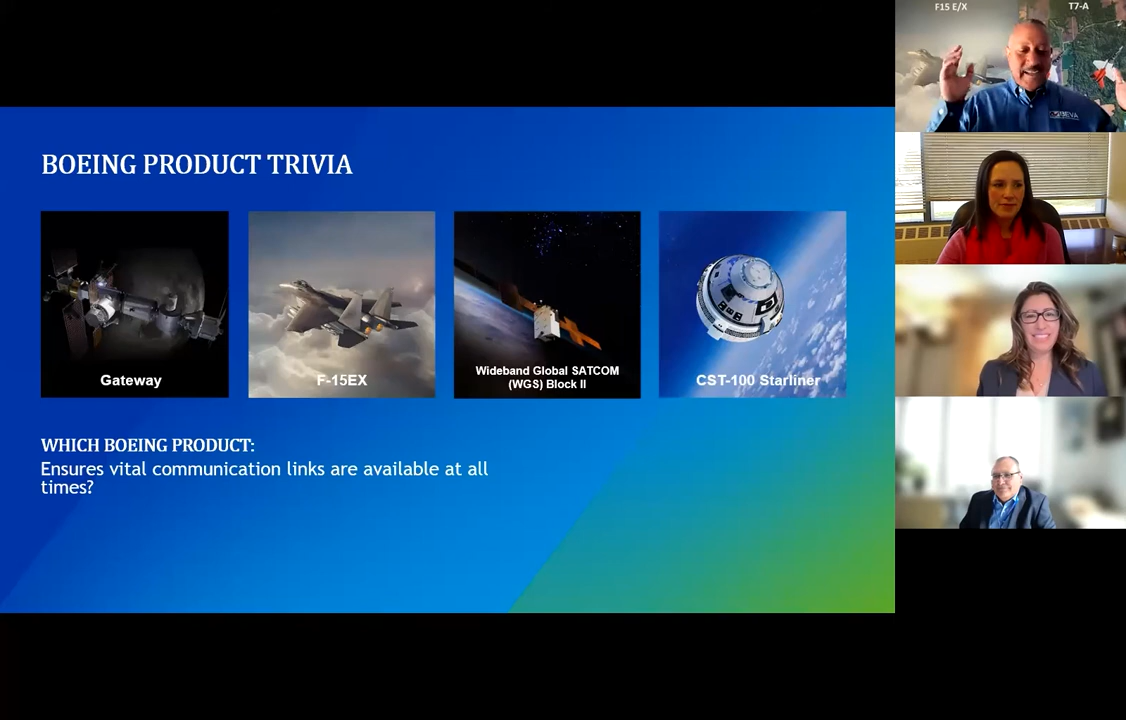 F15 E/X
T7-A
BOEING PRODUCT TRIVIA
Gateway
F-15EX
Wideband Global SATCOM
(WGS) Block II
CST-100 Starliner
WHICH BOEING PRODUCT:
Ensures vital communication links are available at all
times?